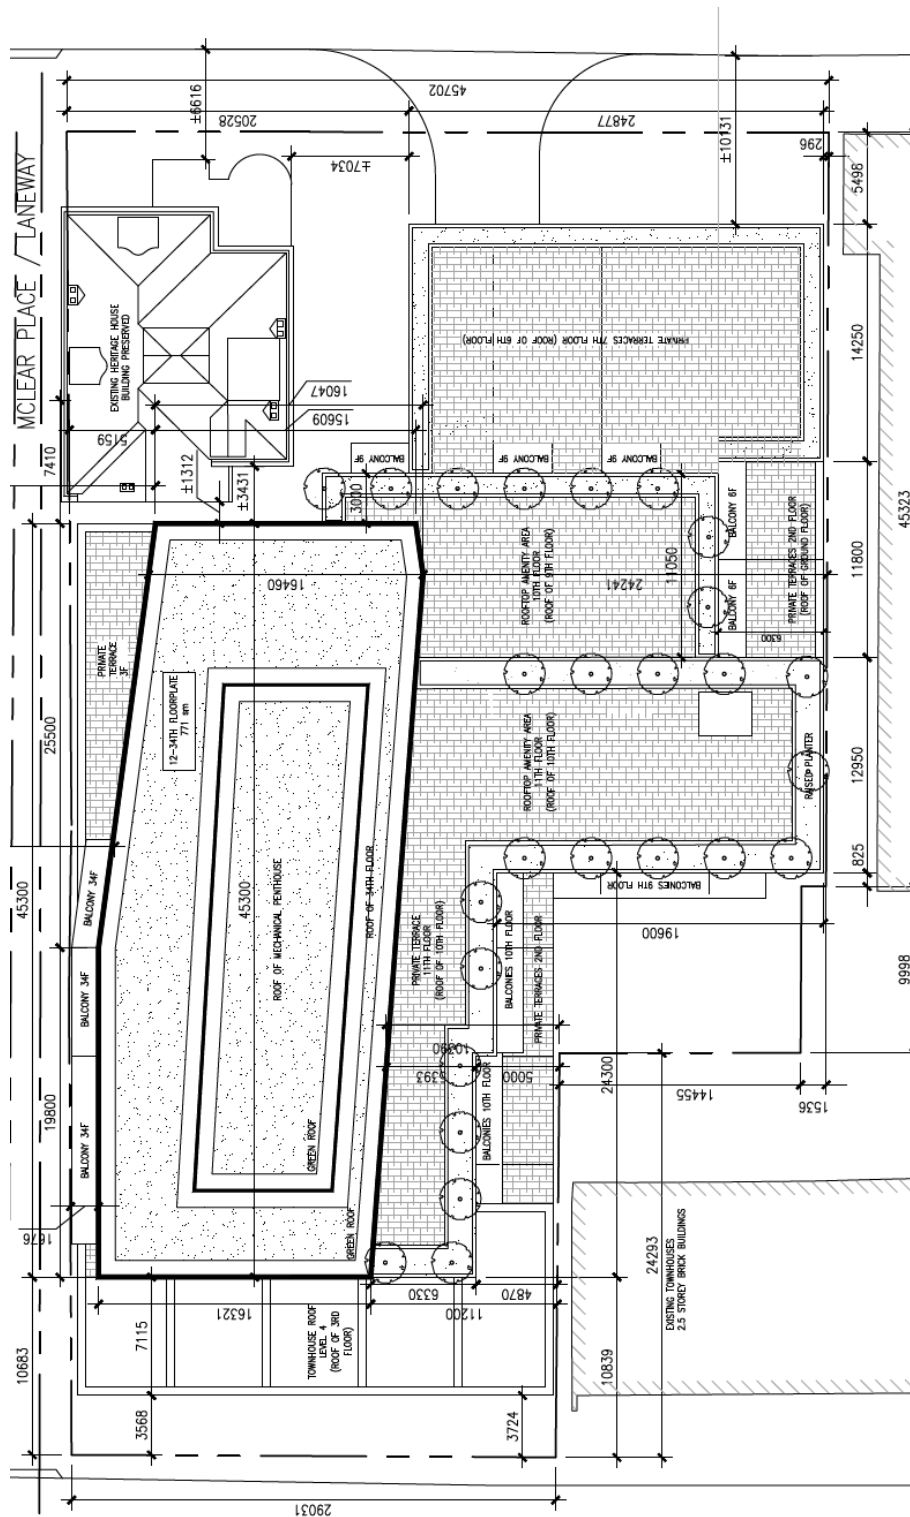 45702
±6616
20528
24877
±10131
296
±7034
5498
MCLEAR PLACE / LANEWAY
EXISTING HERITAGE HOUSE
BUILDING PRESERVED
PRIVATE TERRACES 7TH FLOOR (ROOF OF 6TH FLOOR)
14250
16047
15609
5159
7410
±1312
±3431
BALCONY 9F
BALCONY 9F
BALCONY 9F
3000
BALCONY 6F
BALCONY 6F
45323
PRIVATE TERRACES 2ND FLOOR
(ROOF OF GROUND FLOOR)
11800
ROOFTOP AMENITY AREA
10TH FLOOR
(ROOF OF 9TH FLOOR)
11050
16460
24241
6300
PRIVATE
TERRACE
3F
12-34TH FLOORPLATE
771 sm
25500
ROOFTOP AMENITY AREA
11TH FLOOR
(ROOF OF 10TH FLOOR)
RAISED PLANTER
12950
825
45300
BALCONY 34F
45300
ROOF OF MECHANICAL PENTHOUSE
ROOF OF 34TH FLOOR
BALCONIES 9TH FLOOR
PRIVATE TERRACE
11TH FLOOR
(ROOF OF 10TH FLOOR)
BALCONIES 10TH FLOOR
PRIVATE TERRACES 2ND FLOOR
19600
9998
BALCONY 34F
10390
6393
5000
24300
14455
1536
19800
BALCONY 34F
BALCONIES 10TH FLOOR
GREEN ROOF
GREEN ROOF
1676
24293
EXISTING TOWNHOUSES
2.5 STOREY BRICK BUILDINGS
16321
6330
4870
11200
7115
TOWNHOUSE ROOF
LEVEL 4
(ROOF OF 3RD
FLOOR)
10683
10839
3568
3724
29031